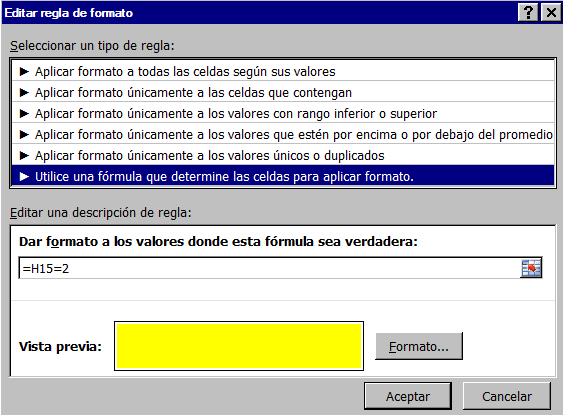 Editar regla de formato
Seleccionar un tipo de regla:
► Aplicar formato a todas las celdas según sus valores
► Aplicar formato únicamente a las celdas que contengan
► Aplicar formato únicamente a los valores con rango inferior o superior
► Aplicar formato únicamente a los valores que estén por encima o por debajo del promedio
► Aplicar formato únicamente a los valores únicos o duplicados
► Utilice una fórmula que determine las celdas para aplicar formato.
Editar una descripción de regla:
Dar formato a los valores donde esta fórmula sea verdadera:
=H15=2
Vista previa:
Formato...
Aceptar
Cancelar